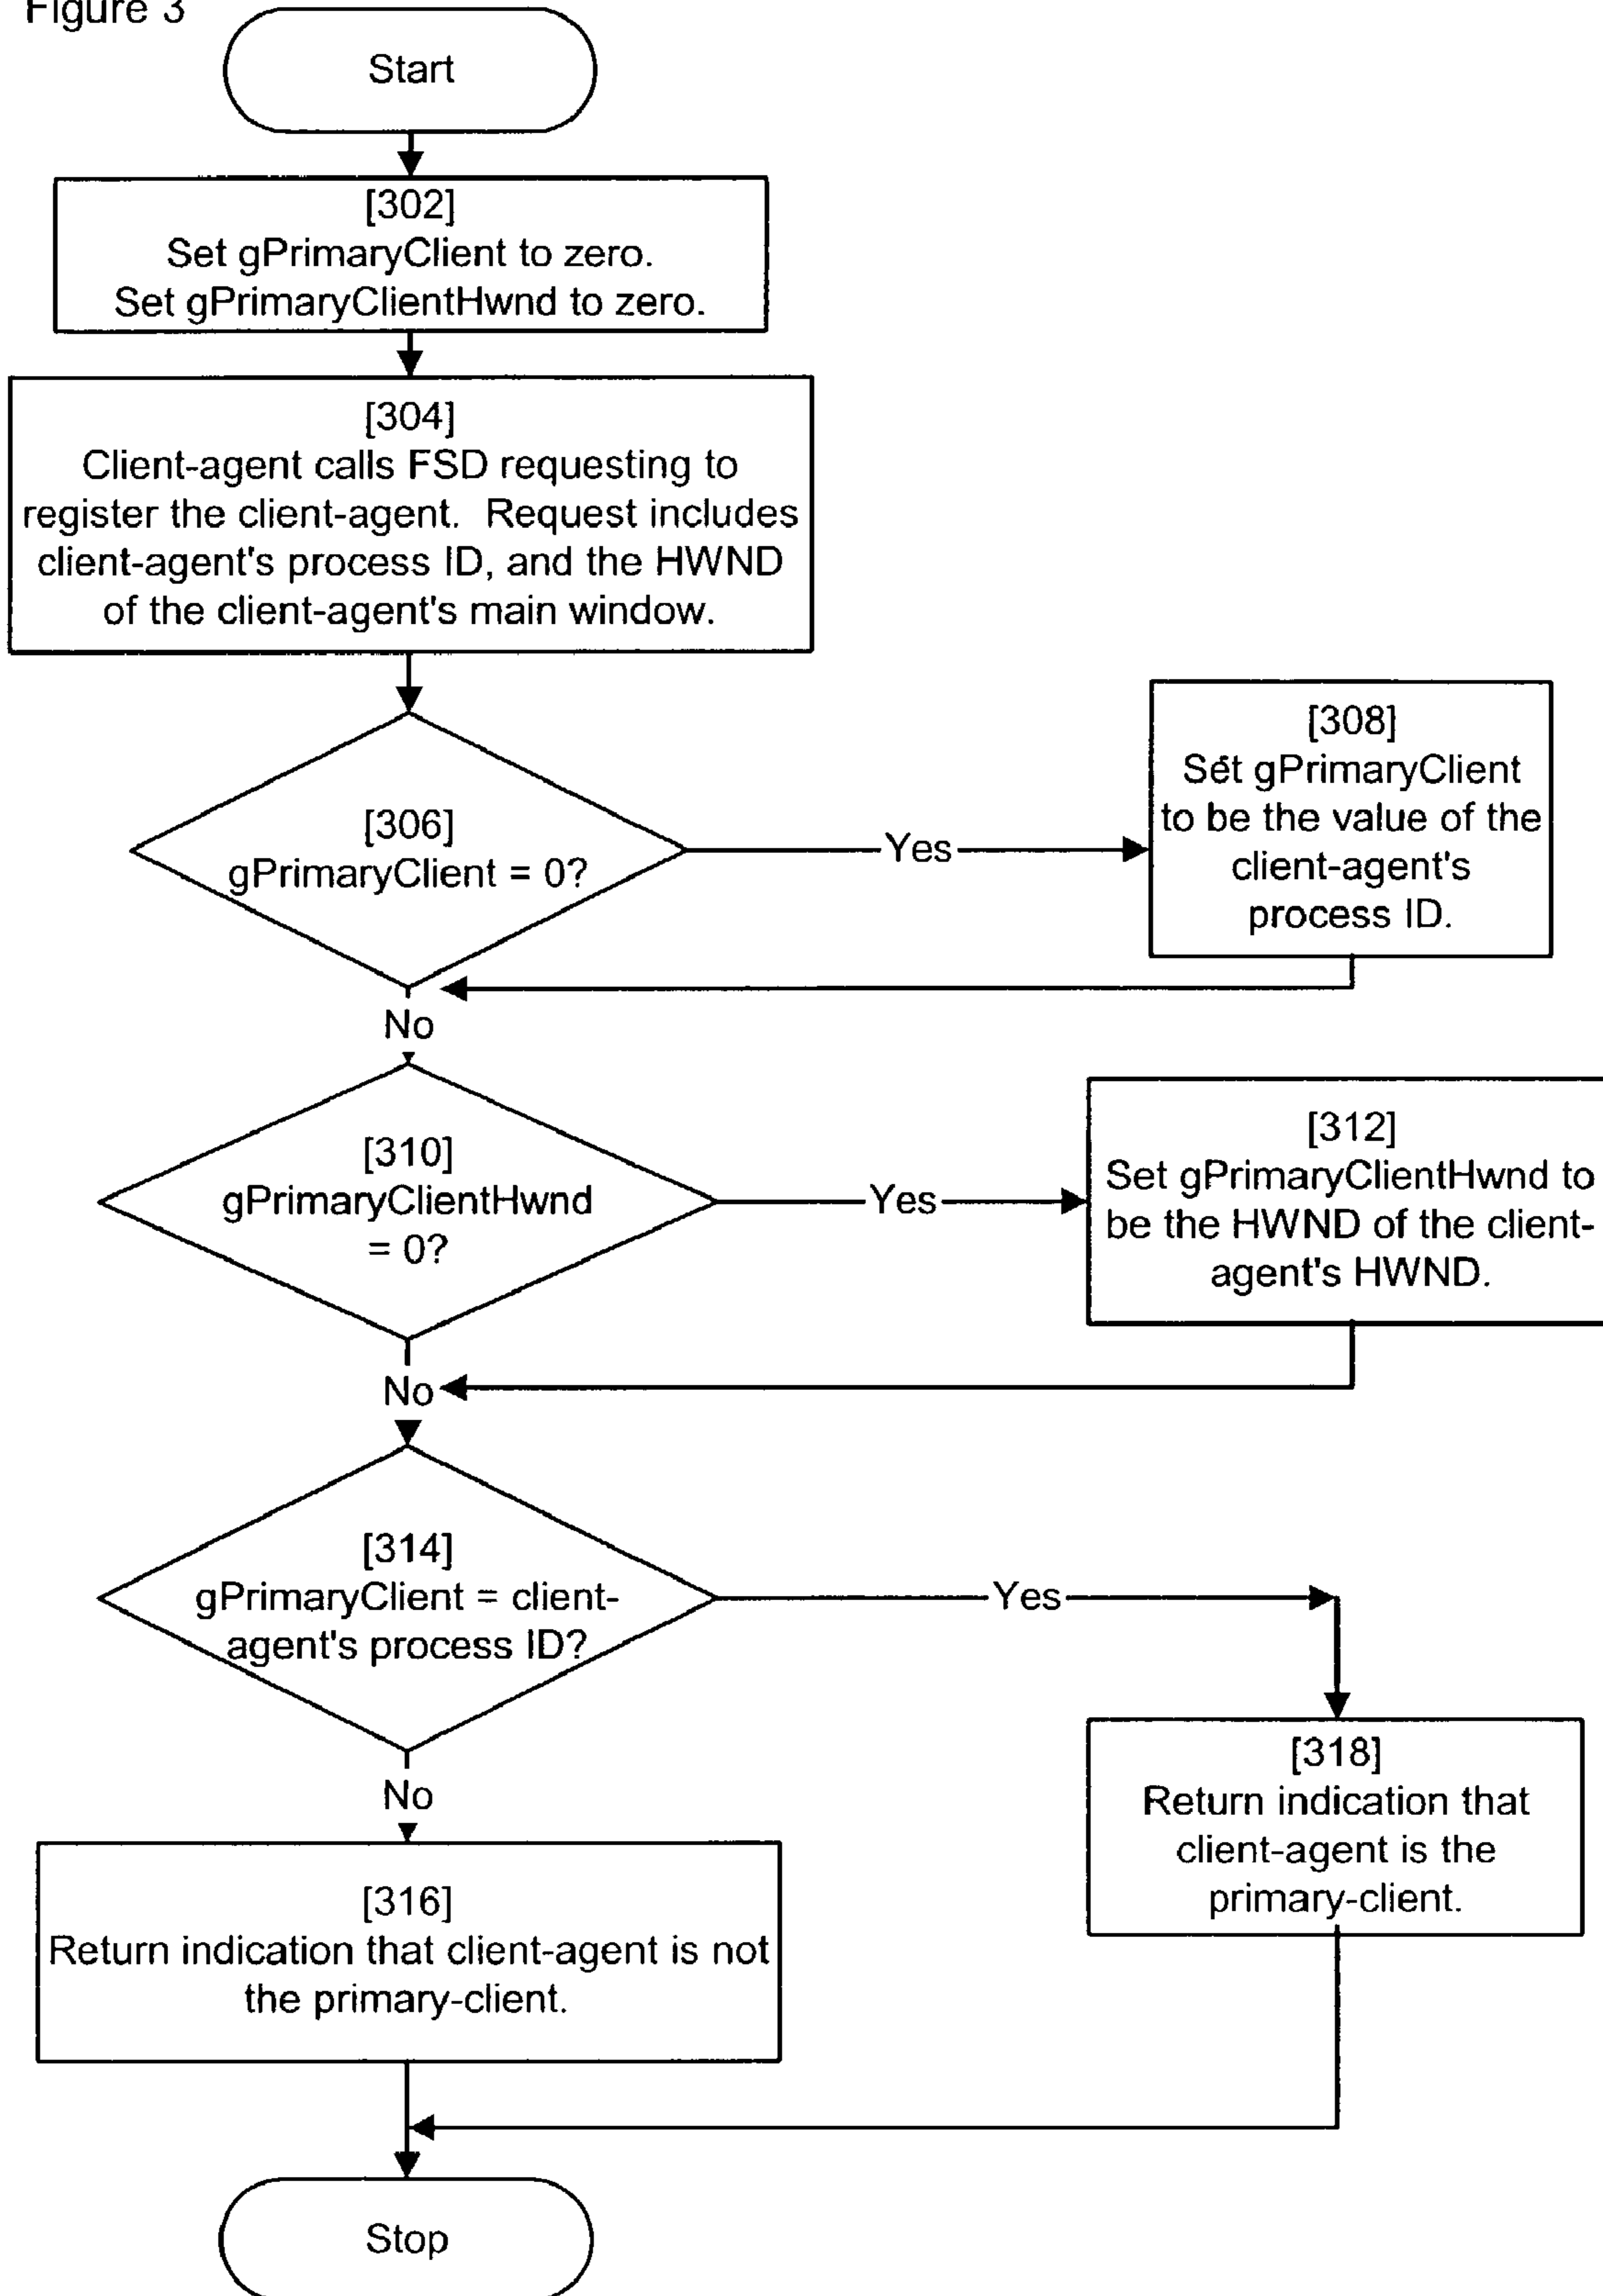 Figure 3
Start
[302]
Set gPrimaryClient to zero.
Set gPrimaryClientHwnd to zero.
[304]
Client-agent calls FSD requesting to
register the client-agent.  Request includes
client-agent's process ID, and the HWND
of the client-agent's main window.
[306]
gPrimaryClient = 0?
Yes
[308]
Set gPrimaryClient
to be the value of the
client-agent's
process ID.
No
[310]
gPrimaryClientHwnd
= 0?
Yes
[312]
Set gPrimaryClientHwnd to
be the HWND of the client-
agent's HWND.
No
[314]
gPrimaryClient = client-
agent's process ID?
Yes
[318]
Return indication that
client-agent is the
primary-client.
No
[316]
Return indication that client-agent is not
the primary-client.
Stop